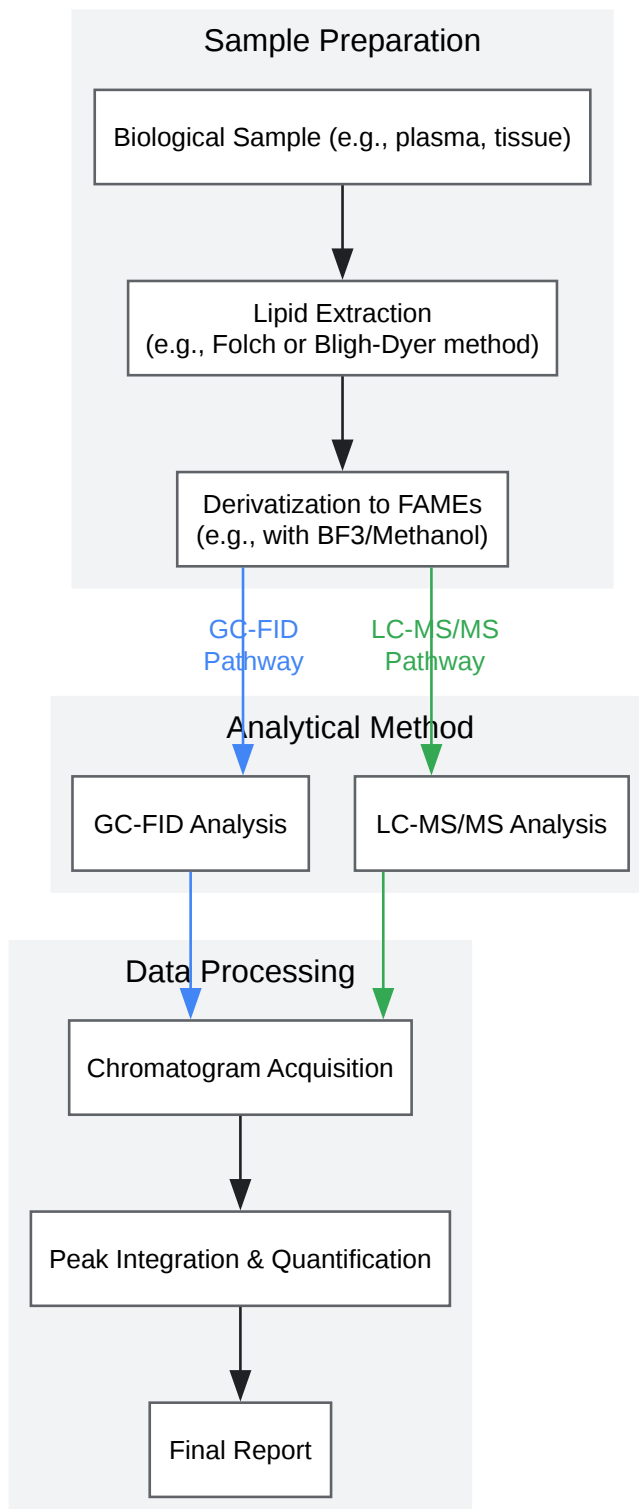 Sample Preparation
Biological Sample (e.g., plasma, tissue)
Lipid Extraction
(e.g., Folch or Bligh-Dyer method)
Derivatization to FAMEs
(e.g., with BF3/Methanol)
GC-FID
Pathway
LC-MS/MS
Pathway
Analytical Method
GC-FID Analysis
LC-MS/MS Analysis
Data Processing
Chromatogram Acquisition
Peak Integration & Quantification
Final Report